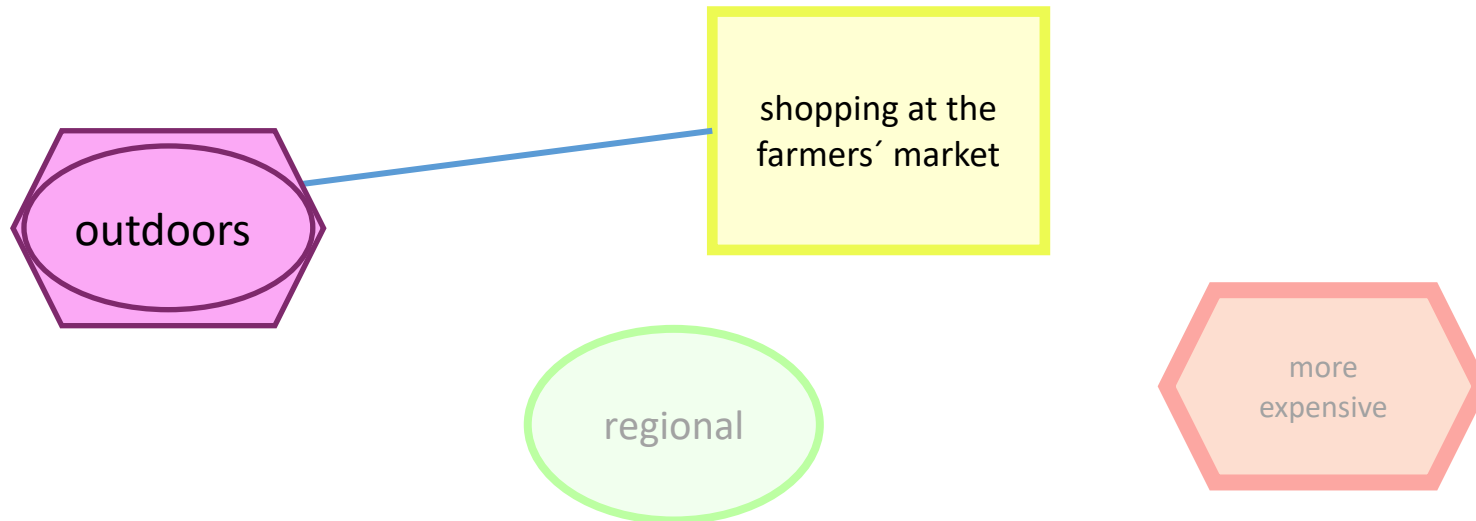 shopping at the
farmers´ market
outdoors
regional
more
expensive